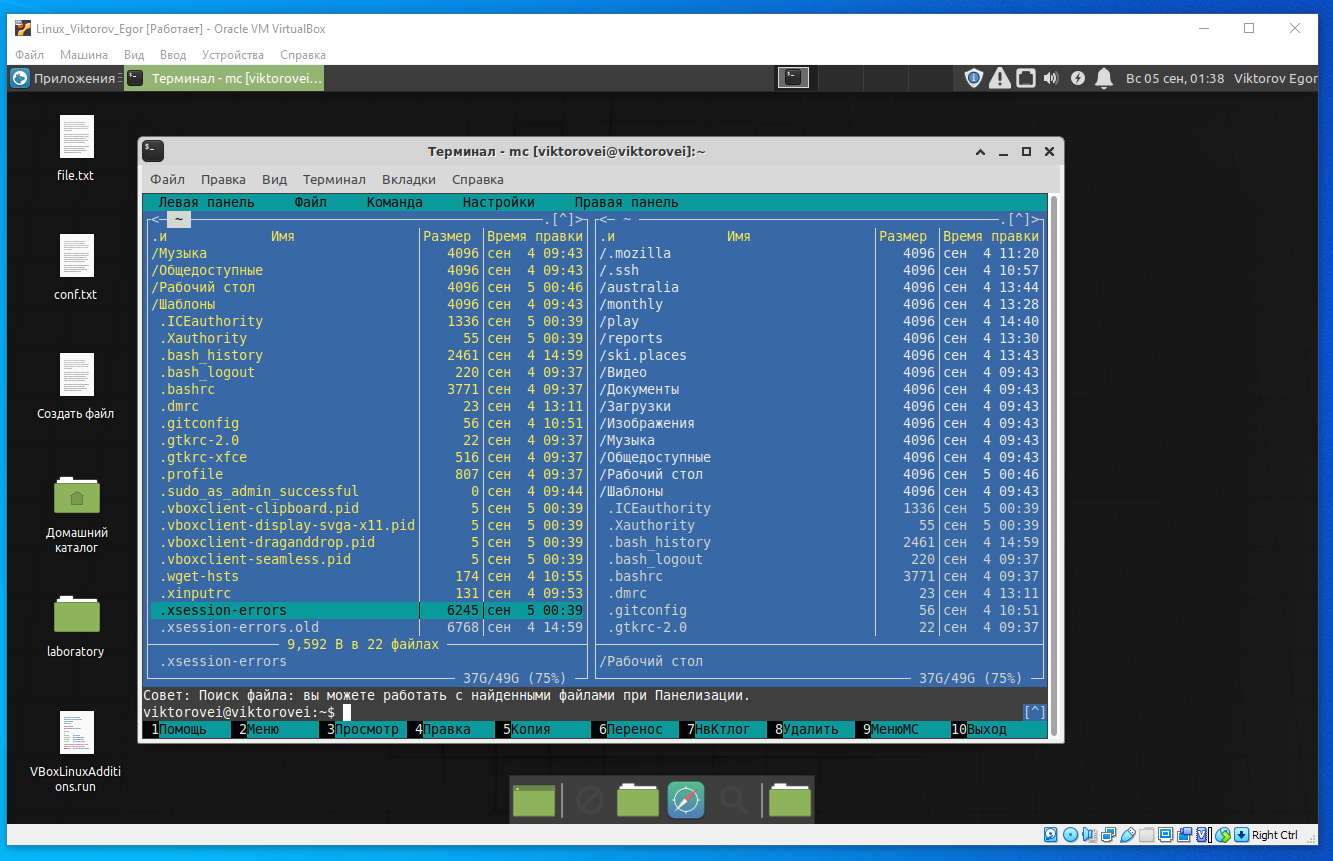 Linux_Viktorov_Egor [Работает] - Oracle VM VirtualBox
Файл Машина Вид Ввод Устройства Справка
Приложения Терминал - mc [viktorovei... Вс 05 сен, 01:38 Viktorov Egor
file.txt
conf.txt
Создать файл
Домашний
каталог
laboratory
VBoxLinuxAdditi
ons.run
Терминал - mc [viktorovei@viktorovei]:~
Файл Правка Вид Терминал Вкладки Справка
Левая панель Файл Команда Настройки Правая панель
<─ ~ .[^]>
.и Имя Размер Время правки
/Музыка 4096 сен 4 09:43
/Общедоступные 4096 сен 4 09:43
/Рабочий стол 4096 сен 5 00:46
/Шаблоны 4096 сен 4 09:43
.ICEauthority 1336 сен 5 00:39
.Xauthority 55 сен 5 00:39
.bash_history 2461 сен 4 14:59
.bash_logout 220 сен 4 09:37
.bashrc 3771 сен 4 09:37
.dmrc 23 сен 4 13:11
.gitconfig 56 сен 4 10:51
.gtkrc-2.0 22 сен 4 09:37
.gtkrc-xfce 516 сен 4 09:37
.profile 807 сен 4 09:37
.sudo_as_admin_successful 0 сен 4 09:44
.vboxclient-clipboard.pid 5 сен 5 00:39
.vboxclient-display-svga-x11.pid 5 сен 5 00:39
.vboxclient-draganddrop.pid 5 сен 5 00:39
.vboxclient-seamless.pid 5 сен 5 00:39
.wget-hsts 174 сен 4 10:55
.xinputrc 131 сен 4 09:53
.xsession-errors 6245 сен 5 00:39
.xsession-errors.old 6768 сен 4 14:59
9,592 B в 22 файлах
.xsession-errors
37G/49G (75%)
<─ ~ .[^]>
.и Имя Размер Время правки
/.mozilla 4096 сен 4 11:20
/.ssh 4096 сен 4 10:57
/australia 4096 сен 4 13:44
/monthly 4096 сен 4 13:28
/play 4096 сен 4 14:40
/reports 4096 сен 4 13:30
/ski.places 4096 сен 4 13:43
/Видео 4096 сен 4 09:43
/Документы 4096 сен 4 09:43
/Загрузки 4096 сен 4 09:43
/Изображения 4096 сен 4 09:43
/Музыка 4096 сен 4 09:43
/Общедоступные 4096 сен 4 09:43
/Рабочий стол 4096 сен 5 00:46
/Шаблоны 4096 сен 4 09:43
.ICEauthority 1336 сен 5 00:39
.Xauthority 55 сен 5 00:39
.bash_history 2461 сен 4 14:59
.bash_logout 220 сен 4 09:37
.bashrc 3771 сен 4 09:37
.dmrc 23 сен 4 13:11
.gitconfig 56 сен 4 10:51
.gtkrc-2.0 22 сен 4 09:37
/Рабочий стол
37G/49G (75%)
Совет: Поиск файла: вы можете работать с найденными файлами при Панелизации.
viktorovei@viktorovei:~$ [^]
1Помощь 2Меню 3Просмотр 4Правка 5Копия 6Перенос 7НвКтлог 8Удалить 9МенюМС 10Выход
Right Ctrl